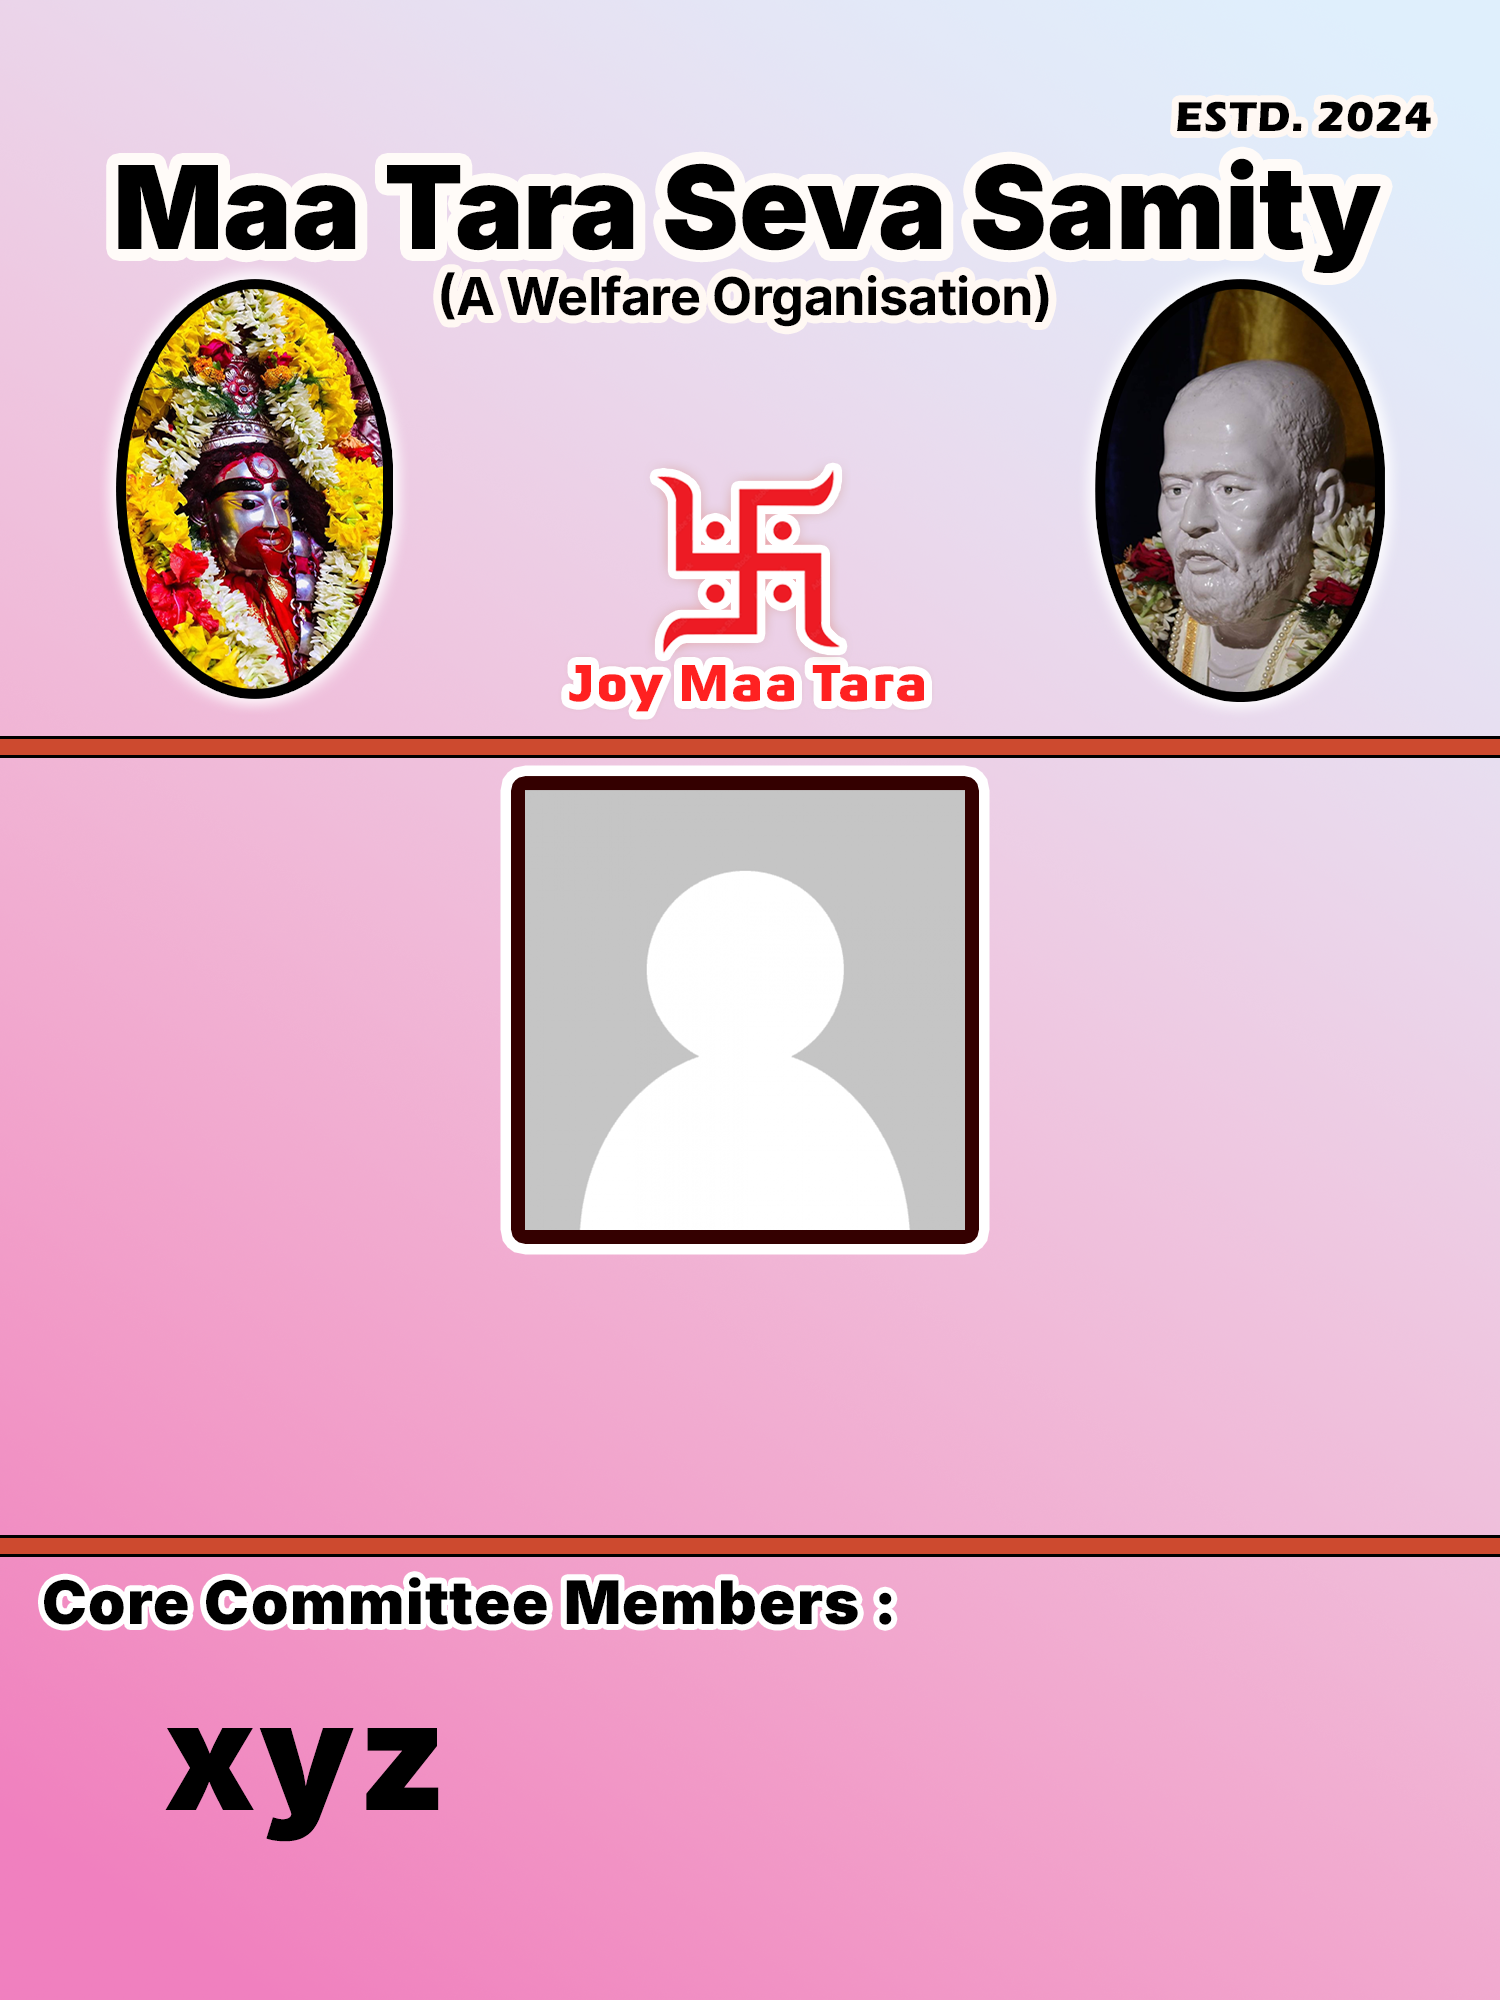 ESTD. 2024
Maa Tara Seva Samity
(A Welfare Organisation)
Joy Maa Tara
Core Committee Members :
xyz